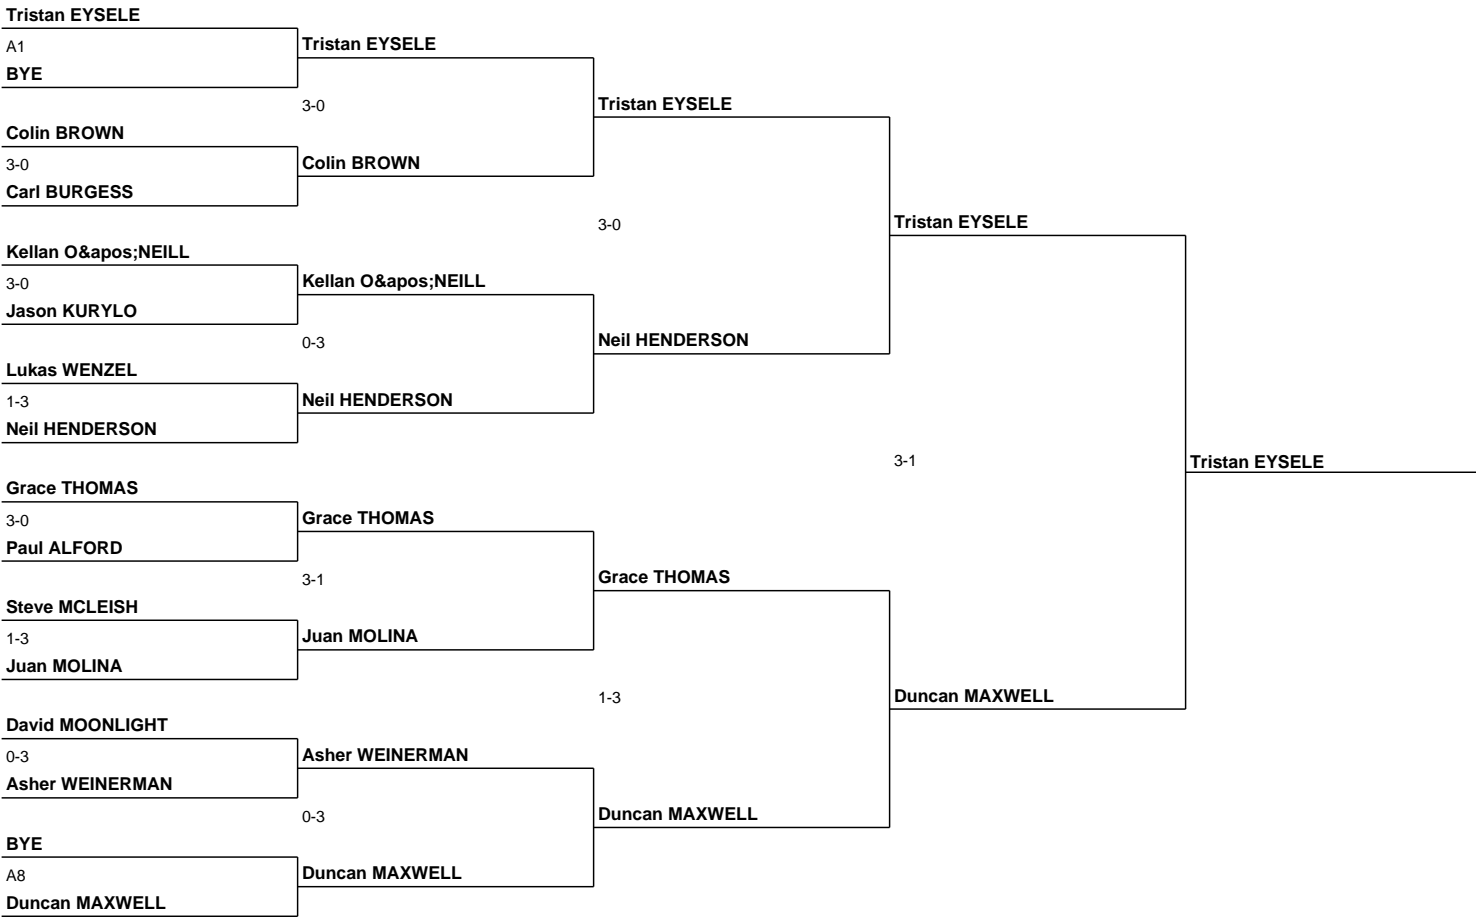 Tristan EYSELE
A1
BYE
Tristan EYSELE
3-0
Colin BROWN
3-0
Carl BURGESS
Colin BROWN
Tristan EYSELE
3-0
Kellan O&apos;NEILL
3-0
Jason KURYLO
Kellan O&apos;NEILL
0-3
Lukas WENZEL
1-3
Neil HENDERSON
Neil HENDERSON
Neil HENDERSON
Tristan EYSELE
3-1
Tristan EYSELE
Grace THOMAS
3-0
Paul ALFORD
Grace THOMAS
3-1
Steve MCLEISH
1-3
Juan MOLINA
Juan MOLINA
Grace THOMAS
1-3
David MOONLIGHT
0-3
Asher WEINERMAN
Asher WEINERMAN
0-3
BYE
A8
Duncan MAXWELL
Duncan MAXWELL
Duncan MAXWELL
Duncan MAXWELL